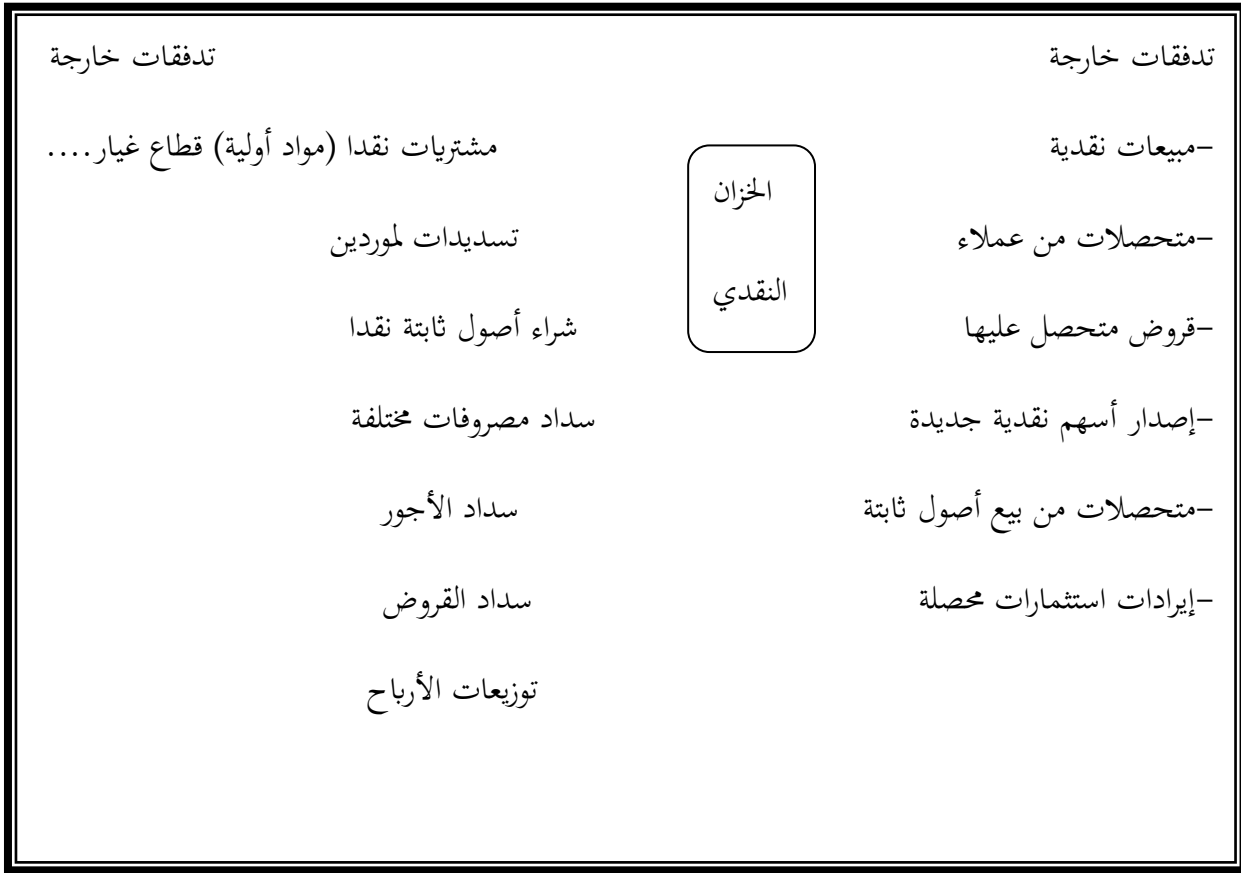 تدفقات خارجة تدفقات خارجة
-مبيعات نقدية مشتريات نقدا (مواد أولية) قطاع غيار....
الخزان
-متحصلات من عملاء تسديدات لموردين
النقدي
-قروض متحصل عليها شراء أصول ثابتة نقدا
-إصدار أسهم نقدية جديدة سداد مصروفات مختلفة
-متحصلات من بيع أصول ثابتة سداد الأجور
-إيرادات استثمارات محصلة سداد القروض
توزيعات الأرباح